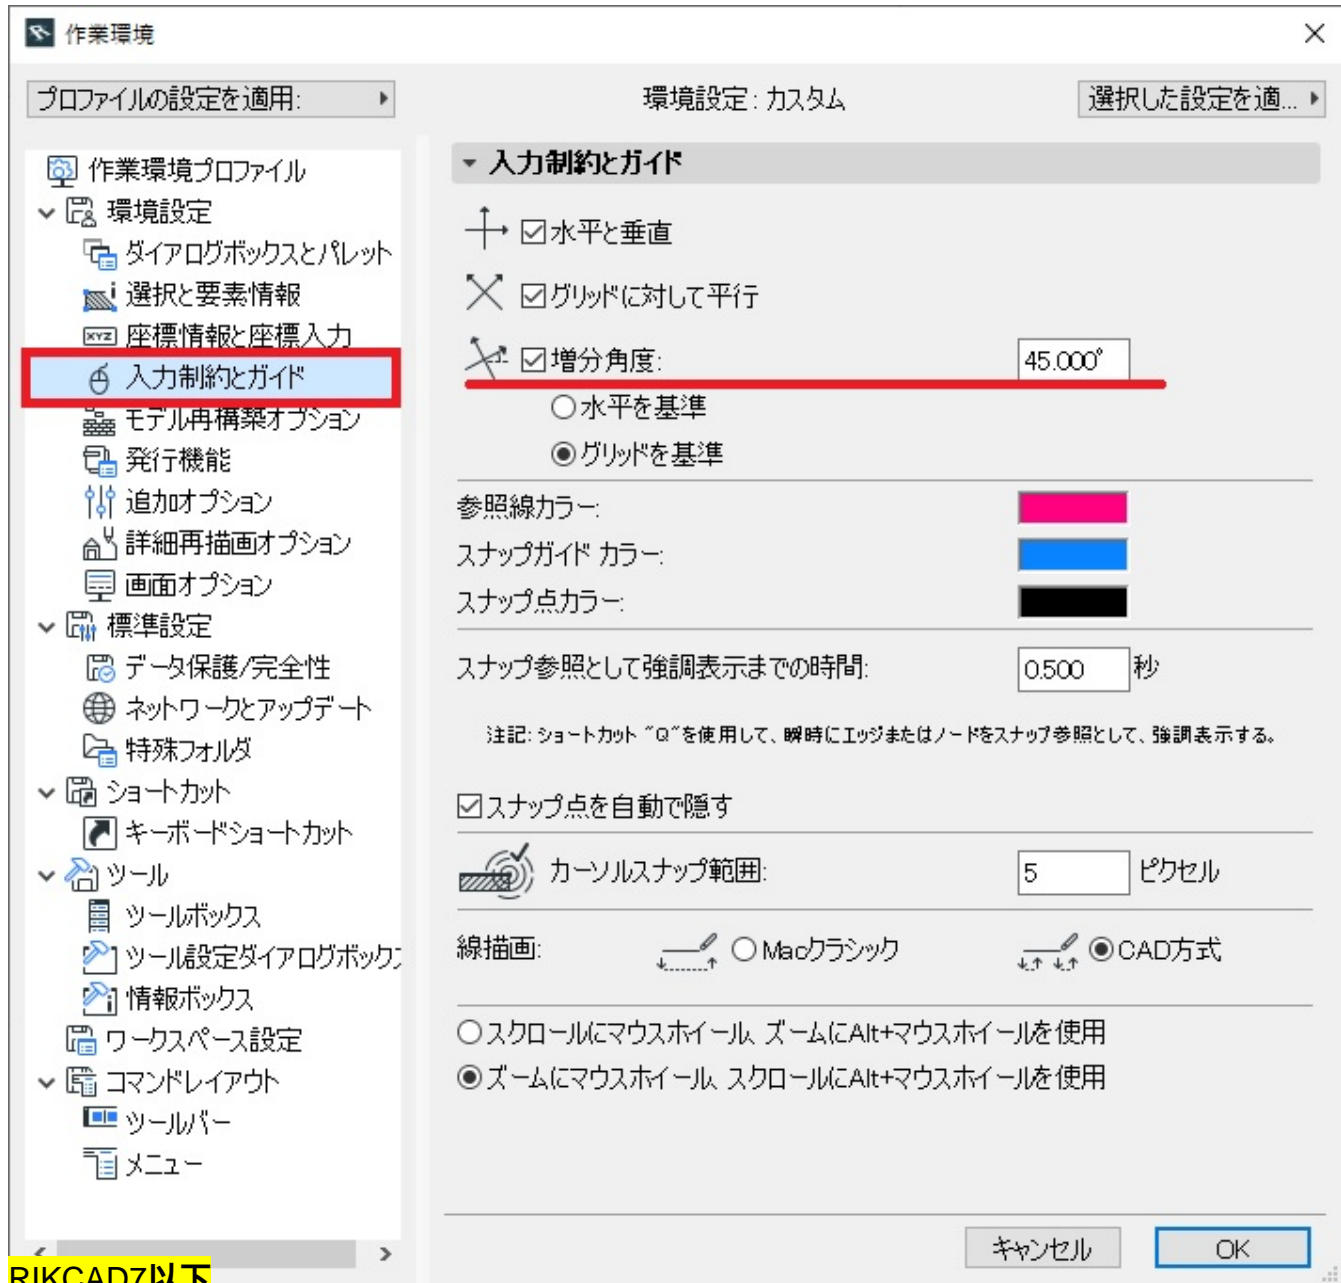 作業環境
プロファイルの設定を適用:
環境設定 : カスタム
選択した設定を適...
作業環境プロファイル
環境設定
ダイアログボックスとパレット
選択と要素情報
座標情報と座標入力
入力制約とガイド
モデル再構築オプション
発行機能
追加オプション
詳細再描画オプション
画面オプション
標準設定
データ保護/完全性
ネットワークとアップデート
特殊フォルダ
ショートカット
キーボードショートカット
ツール
ツールボックス
ツール設定ダイアログボック
情報ボックス
ワークスペース設定
コマンドレイアウト
ツールバー
メニュー
入力制約とガイド
水平と垂直
グリッドに対して平行
増分角度: 45.000°
水平を基準
グリッドを基準
参照線カラー:
スナップガイド カラー:
スナップ点カラー:
スナップ参照として強調表示までの時間: 0.500 秒
注記: ショートカット "Q"を使用して、瞬時にエッジまたはノードをスナップ参照として、強調表示する。
スナップ点を自動で隠す
カーソルスナップ範囲: 5 ピクセル
線描画: Macクラシック CAD方式
スクロールにマウスホイール、ズームにAlt+マウスホイールを使用
ズームにマウスホイール、スクロールにAlt+マウスホイールを使用
キャンセル OK
RIKCAD7以下